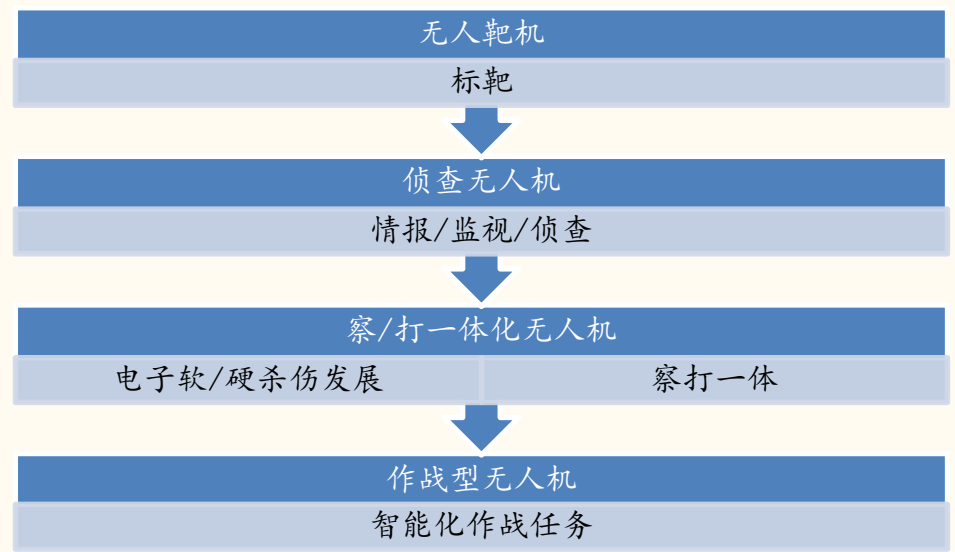 无人靶机
标靶
侦查无人机
情报/监视/侦查
察/打一体化无人机
电子软/硬杀伤发展
察打一体
作战型无人机
智能化作战任务